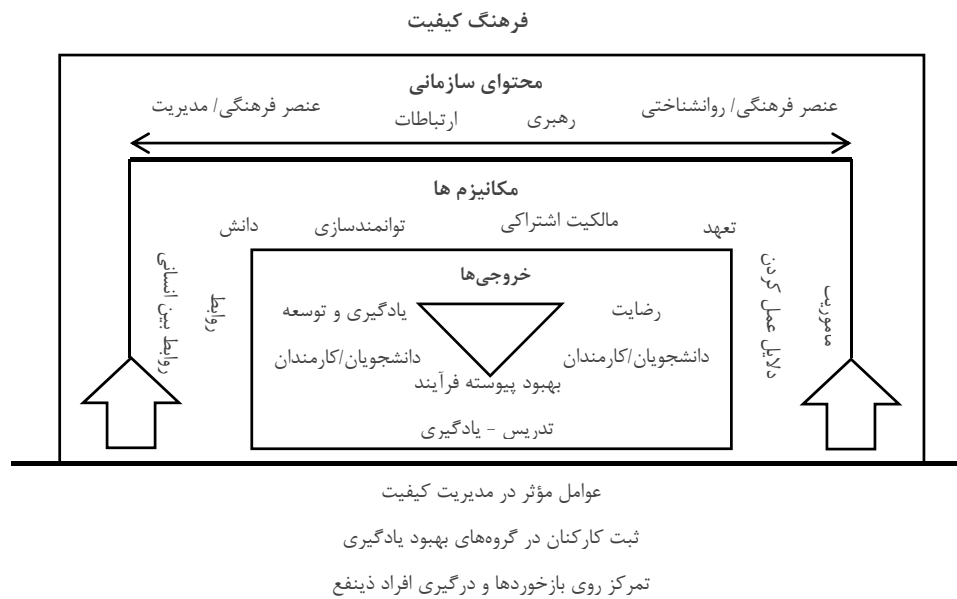 فرهنگ کیفیت
محتوای سازمانی
عنصر فرهنگی/ روانشناختی
رهبری
ارتباطات
عنصر فرهنگی/ مدیریت
مکانیزم ها
تعهد
مالکیت اشتراکی
توانمندسازی
دانش
ماموریت
دلایل عمل کردن
روابط
روابط بین انسانی
خروجی‌ها
رضایت
یادگیری و توسعه
دانشجویان/کارمندان
دانشجویان/کارمندان
بهبود پیوسته فرآیند
تدریس - یادگیری
عوامل مؤثر در مدیریت کیفیت
ثبت کارکنان در گروه‌های بهبود یادگیری
تمرکز روی بازخوردها و درگیری افراد ذینفع